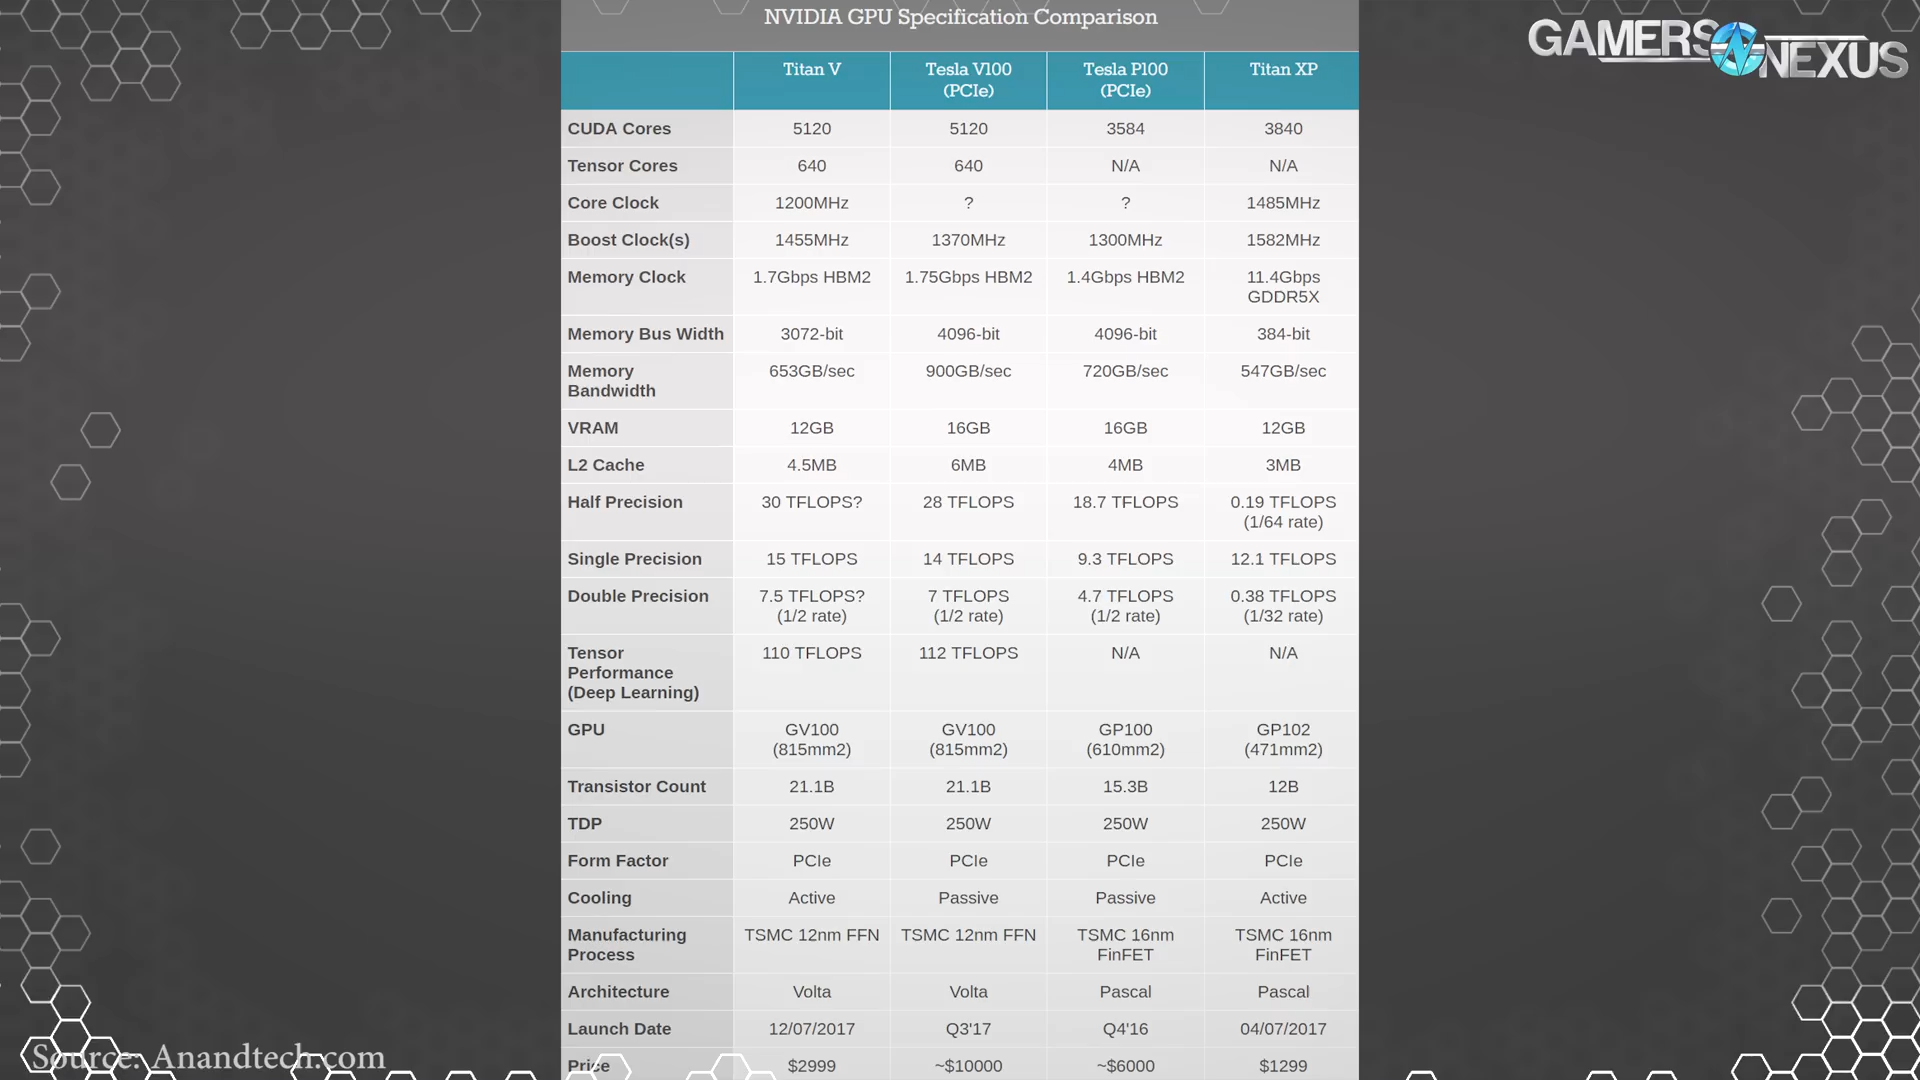 NVIDIA GPU Specification Comparison
GAMERS NEXUS
Titan V Tesla V100 Tesla P100 Titan XP
(PCIe) (PCIe)
CUDA Cores 5120 5120 3584 3840
Tensor Cores 640 640 N/A N/A
Core Clock 1200MHz ? ? 1485MHz
Boost Clock(s) 1455MHz 1370MHz 1300MHz 1582MHz
Memory Clock 1.7Gbps HBM2 1.75Gbps HBM2 1.4Gbps HBM2 11.4Gbps
GDDR5X
Memory Bus Width 3072-bit 4096-bit 4096-bit 384-bit
Memory 653GB/sec 900GB/sec 720GB/sec 547GB/sec
Bandwidth
VRAM 12GB 16GB 16GB 12GB
L2 Cache 4.5MB 6MB 4MB 3MB
Half Precision 30 TFLOPS? 28 TFLOPS 18.7 TFLOPS 0.19 TFLOPS
(1/64 rate)
Single Precision 15 TFLOPS 14 TFLOPS 9.3 TFLOPS 12.1 TFLOPS
Double Precision 7.5 TFLOPS? 7 TFLOPS 4.7 TFLOPS 0.38 TFLOPS
(1/2 rate) (1/2 rate) (1/2 rate) (1/32 rate)
Tensor 110 TFLOPS 112 TFLOPS N/A N/A
Performance
(Deep Learning)
GPU GV100 GV100 GP100 GP102
(815mm2) (815mm2) (610mm2) (471mm2)
Transistor Count 21.1B 21.1B 15.3B 12B
TDP 250W 250W 250W 250W
Form Factor PCIe PCIe PCIe PCIe
Cooling Active Passive Passive Active
Manufacturing TSMC 12nm FFN TSMC 12nm FFN TSMC 16nm TSMC 16nm
Process FinFET FinFET
Architecture Volta Volta Pascal Pascal
Launch Date 12/07/2017 Q3'17 Q4'16 04/07/2017
Price $2999 ~$10000 ~$6000 $1299
Source: Anandtech.com